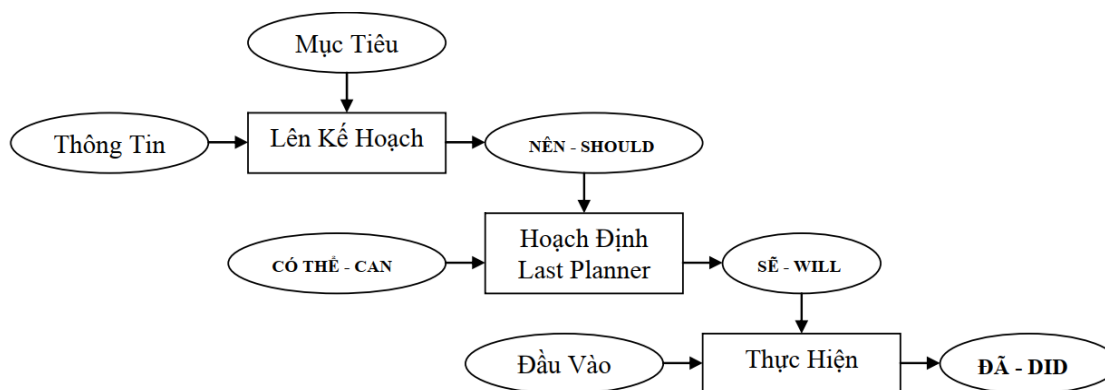 Mục Tiêu
Thông Tin
Lên Kế Hoạch
NÊN - SHOULD
CÓ THỂ - CAN
Hoạch Định
Last Planner
SẼ - WILL
Đầu Vào
Thực Hiện
ĐÃ - DID